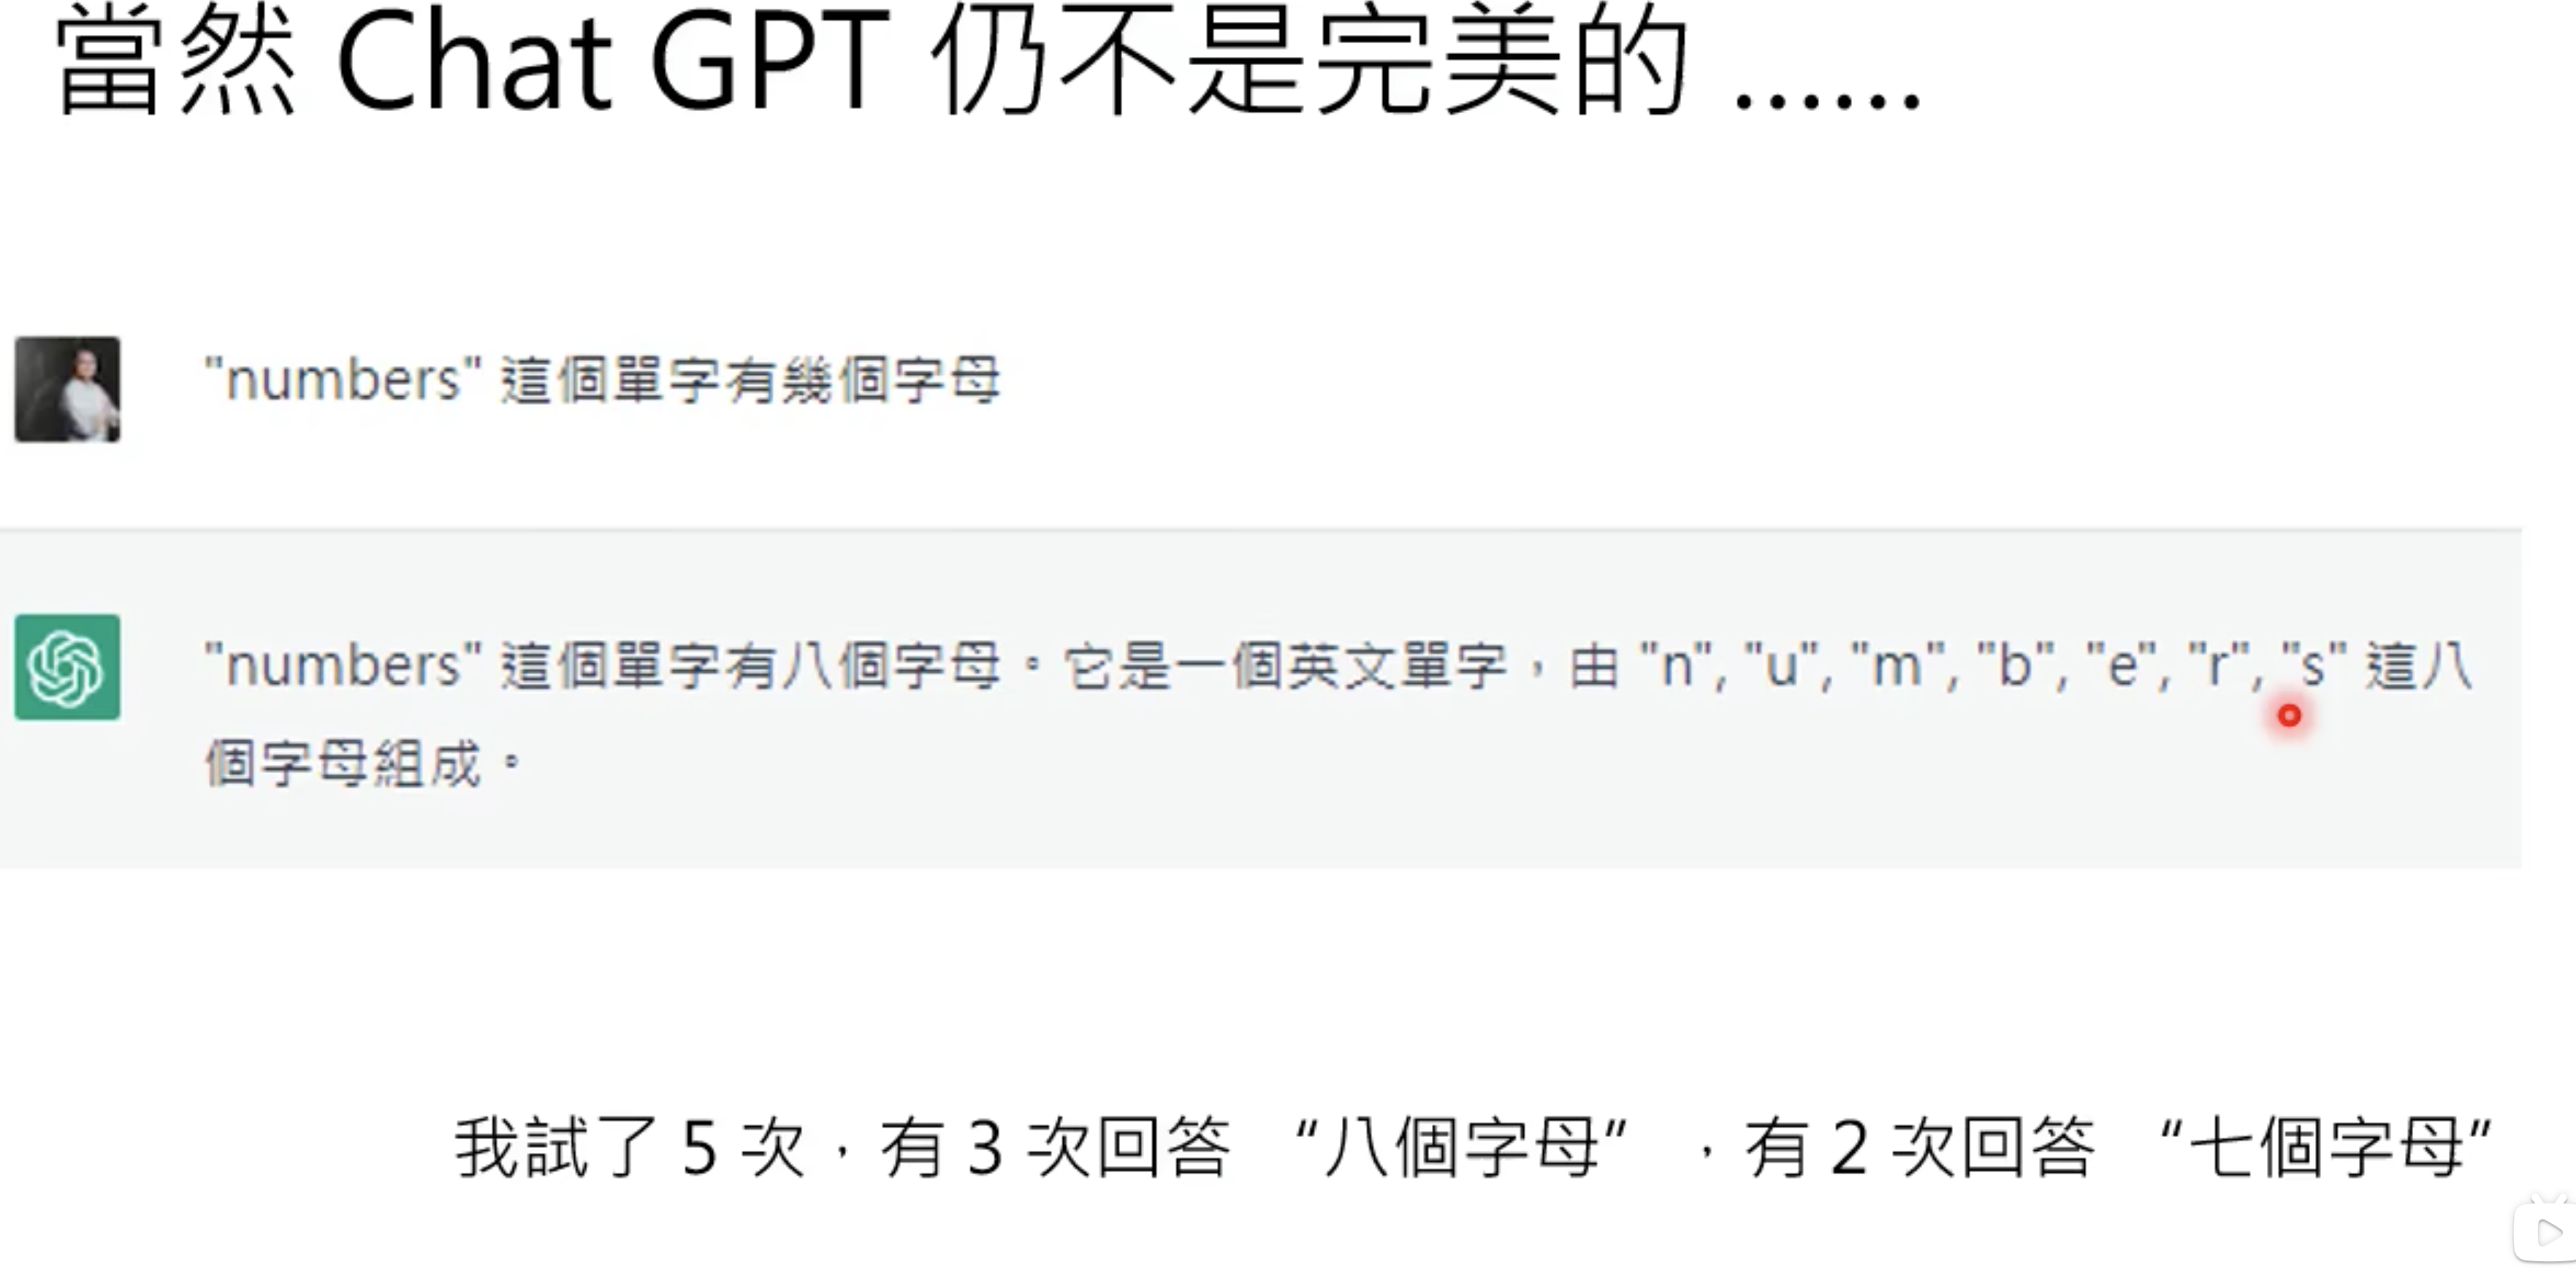 當然 Chat GPT 仍不是完美的 ......
"numbers" 這個單字有幾個字母
"numbers" 這個單字有八個字母。它是一個英文單字，由 "n", "u", "m", "b", "e", "r", "s" 這八
個字母組成。
我試了 5 次，有 3 次回答 “八個字母” ，有 2 次回答 “七個字母”